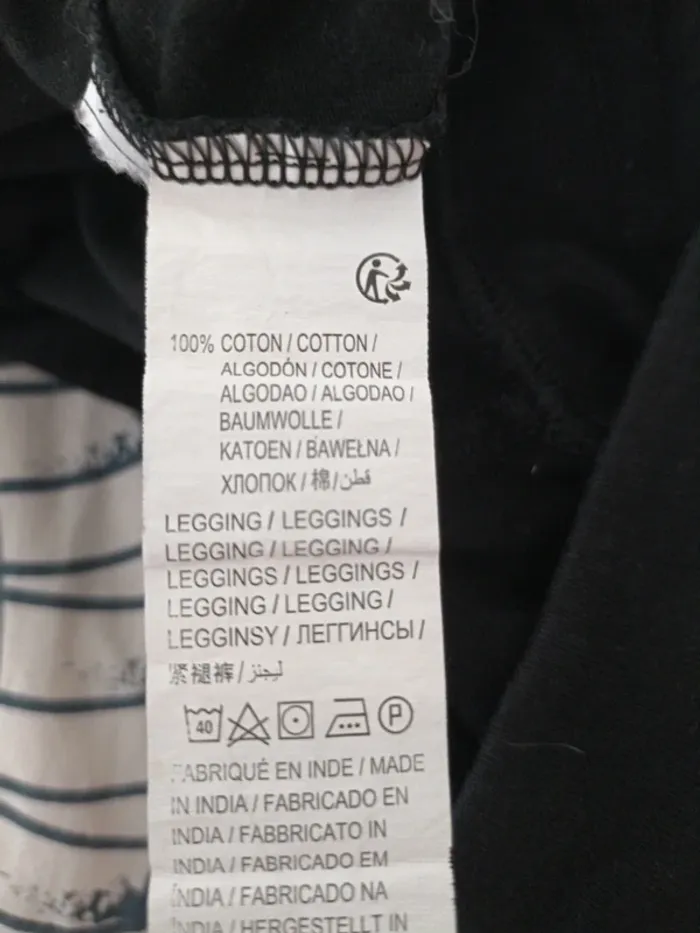 100% COTON / COTTON /
ALGODÓN / COTONE /
ALGODAO / ALGODAO /
BAUMWOLLE /
KATOEN / BAWEŁNA /
ХЛОПОК / 棉 / قطن
LEGGING / LEGGINGS /
LEGGING / LEGGING /
LEGGINGS / LEGGINGS /
LEGGING / LEGGING /
LEGGINSY / ЛЕГГИНСЫ /
紧褪裤 / ليجنز
40 P
FABRIQUÉ EN INDE / MADE
IN INDIA / FABRICADO EN
INDIA / FABBRICATO IN
INDIA / FABRICADO EM
INDIA / FABRICADO NA
INDIA / HERGESTELLT IN